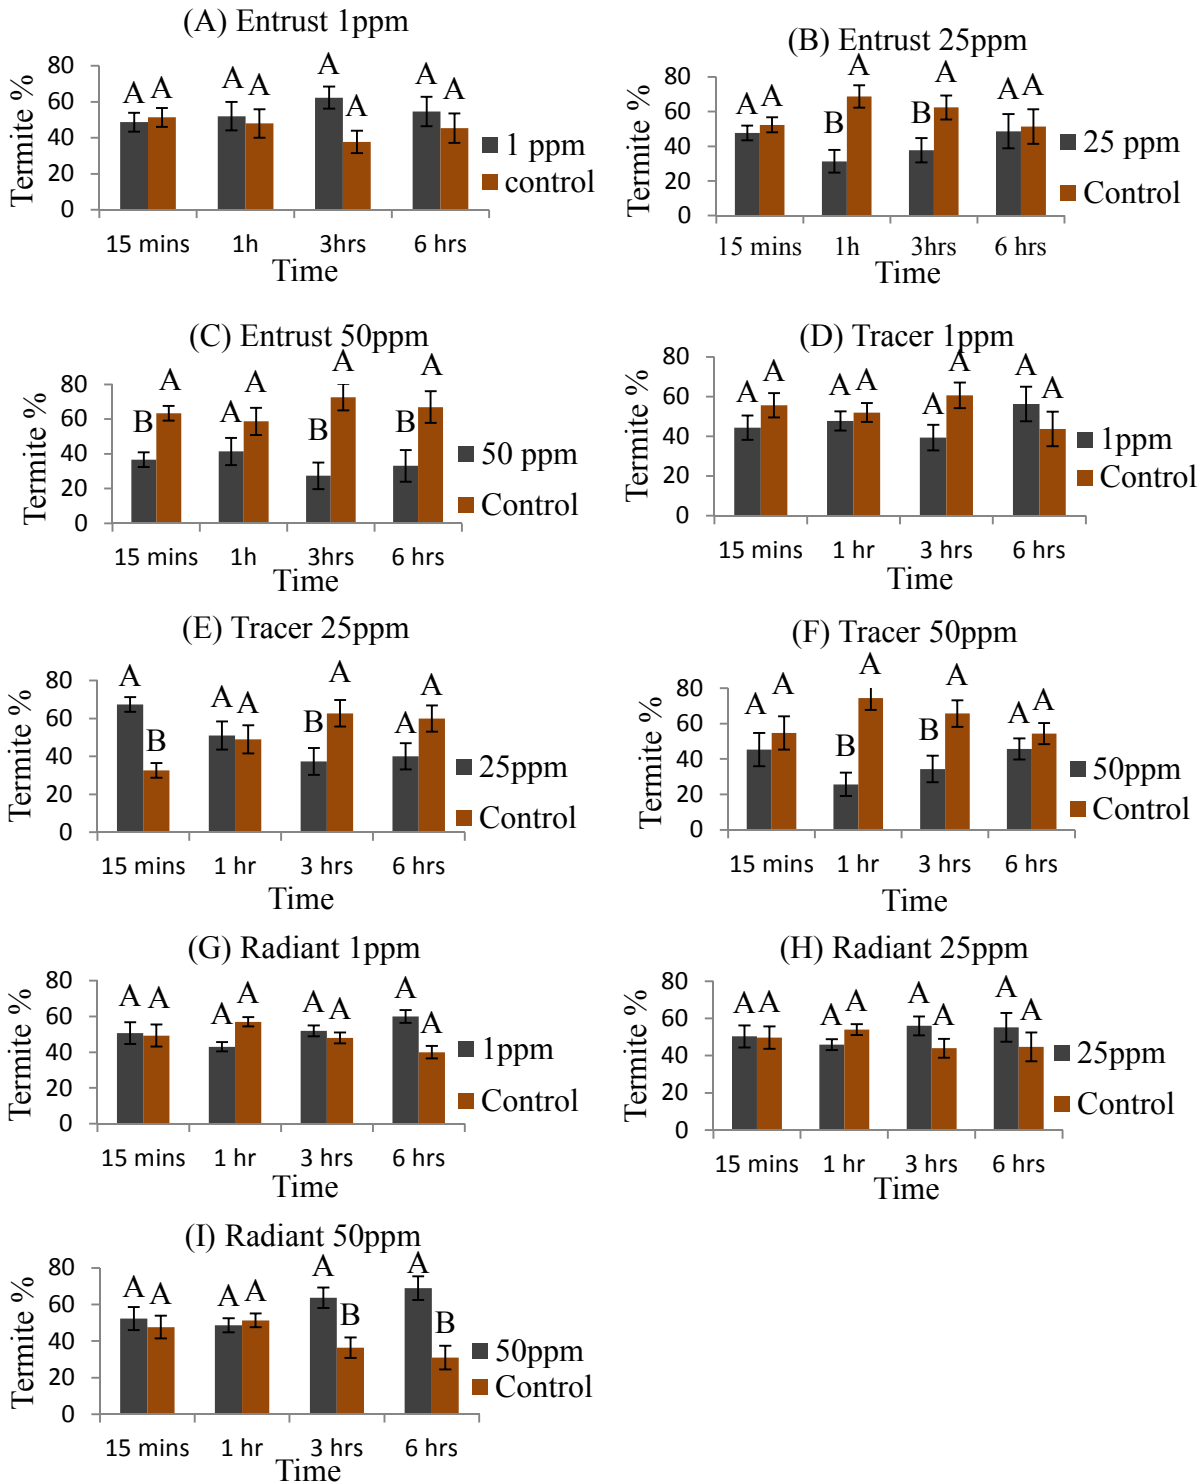 (A) Entrust 1ppm
A A A A A A A A
Termite %
80
60
40
20
0
1 ppm
control
15 mins 1h 3hrs 6 hrs
Time
(B) Entrust 25ppm
A A B A B A A A
Termite %
80
60
40
20
0
25 ppm
Control
15 mins 1h 3hrs 6 hrs
Time
(C) Entrust 50ppm
B A A A B A B A
Termite %
80
60
40
20
0
50 ppm
Control
15 mins 1h 3hrs 6 hrs
Time
(D) Tracer 1ppm
A A A A A A A A
Termite %
80
60
40
20
0
1ppm
Control
15 mins 1 hr 3 hrs 6 hrs
Time
(E) Tracer 25ppm
A B A A B A A A
Termite %
80
60
40
20
0
25ppm
Control
15 mins 1 hr 3 hrs 6 hrs
Time
(F) Tracer 50ppm
A A B A B A A A
Termite %
80
60
40
20
0
50ppm
Control
15 mins 1 hr 3 hrs 6 hrs
Time
(G) Radiant 1ppm
A A A A A A A A
Termite %
80
60
40
20
0
1ppm
Control
15 mins 1 hr 3 hrs 6 hrs
Time
(H) Radiant 25ppm
A A A A A A A A
Termite %
80
60
40
20
0
25ppm
Control
15 mins 1 hr 3 hrs 6 hrs
Time
(I) Radiant 50ppm
A A A A A B A B
Termite %
80
60
40
20
0
50ppm
Control
15 mins 1 hr 3 hrs 6 hrs
Time